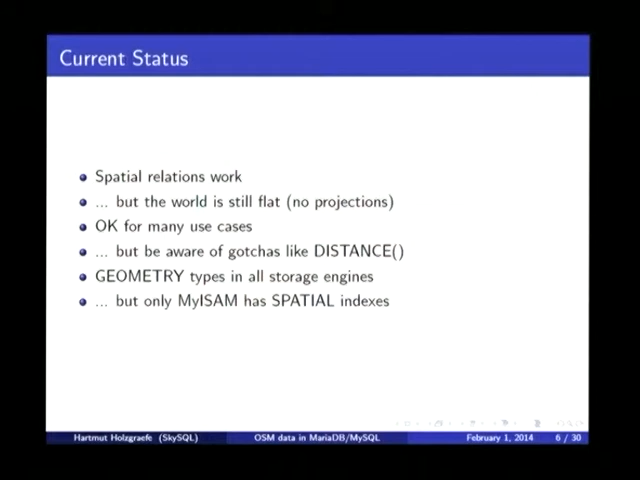 Current Status
Spatial relations work
... but the world is still flat (no projections)
OK for many use cases
... but be aware of gotchas like DISTANCE()
GEOMETRY types in all storage engines
... but only MyISAM has SPATIAL indexes
Hartmut Holzgraefe (SkySQL) OSM data in MariaDB/MySQL February 1, 2014 6 / 30